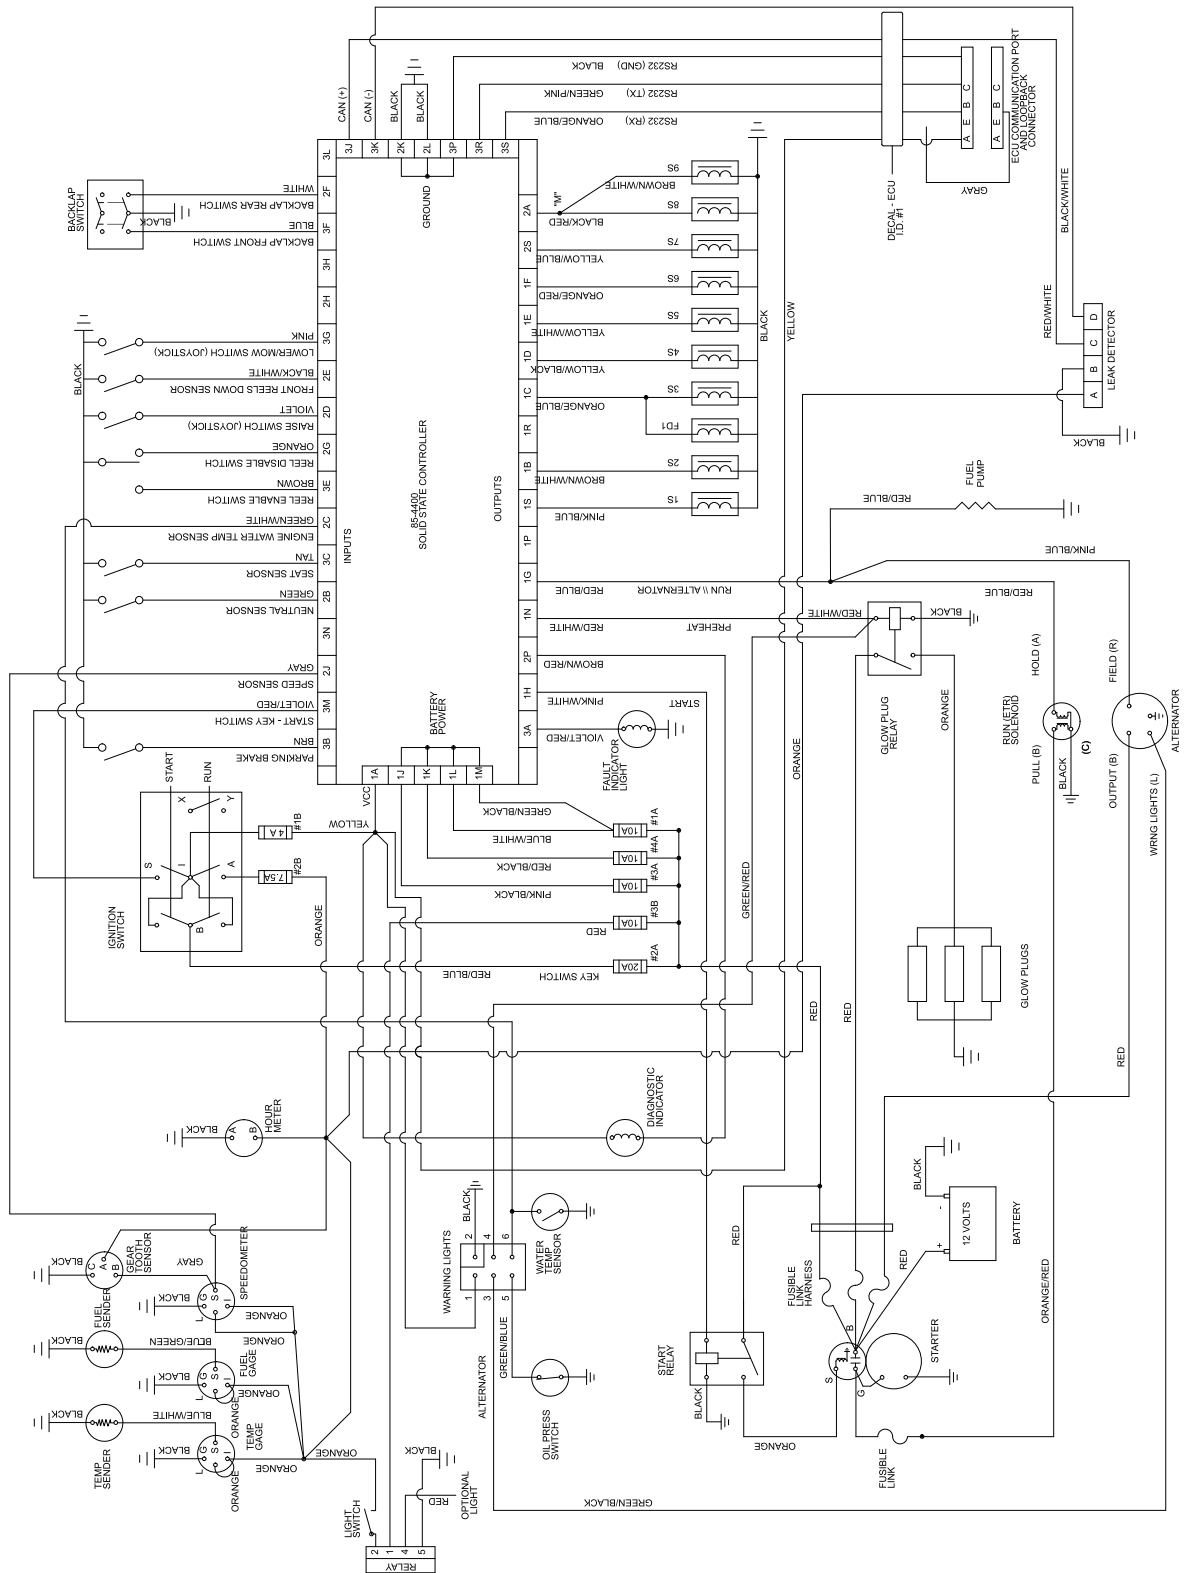 BACKLAP
SWITCH
WHITE
BACKLAP REAR SWITCH
BLACK
BLUE
BACKLAP FRONT SWITCH
BLACK
PINK
LOWER/MOW SWITCH (JOYSTICK)
BLACK/WHITE
FRONT REELS DOWN SENSOR
VIOLET
RAISE SWITCH (JOYSTICK)
ORANGE
REEL DISABLE SWITCH
BROWN
REEL ENABLE SWITCH
GREEN/WHITE
ENGINE WATER TEMP SENSOR
TAN
SEAT SENSOR
GREEN
NEUTRAL SENSOR
GRAY
SPEED SENSOR
VIOLET/RED
START - KEY SWITCH
BRN
PARKING BRAKE
3L
2F
3F
3H
2H
3G
2E
2D
2G
3E
2C
3C
2B
3N
2J
3M
3B
INPUTS
85-4400
SOLID STATE CONTROLLER
OUTPUTS
GROUND
BATTERY
POWER
3J
3K
2K
2L
3P
3R
3S
CAN (+)
CAN (-)
BLACK
BLACK
BLACK
RS232 (GND)
GREEN/PINK
RS232 (TX)
ORANGE/BLUE
RS232 (RX)
2A
2S
1F
1E
1D
1C
1R
1B
1S
1P
1G
1N
2P
1H
3A
VCC
1A
1J
1K
1L
1M
"M"
BROWN/WHITE
9S
BLACK/RED
8S
YELLOW/BLUE
7S
ORANGE/RED
6S
YELLOW/WHITE
5S
YELLOW/BLACK
4S
ORANGE/BLUE
3S
FD1
BROWN/WHITE
2S
PINK/BLUE
1S
BLACK
YELLOW
RED/BLUE
RUN \\ ALTERNATOR
RED/WHITE
PREHEAT
BROWN/RED
PINK/WHITE
START
VIOLET/RED
FAULT
INDICATOR
LIGHT
DECAL - ECU
I.D. #1
A E B C
A E B C
ECU COMMUNICATION PORT
AND LOOPBACK
CONNECTOR
GRAY
BLACK/WHITE
RED/WHITE
A
B
C
D
LEAK DETECTOR
BLACK
FUEL
PUMP
RED/BLUE
PINK/BLUE
RED/BLUE
RED/WHITE
BLACK
GLOW PLUG
RELAY
ORANGE
HOLD (A)
RUN(ETR)
SOLENOID
PULL (B)
BLACK
(C)
FIELD (R)
ALTERNATOR
OUTPUT (B)
WRNG LIGHTS (L)
ORANGE
GREEN/RED
START
RUN
S
X
I
Y
A
B
IGNITION
SWITCH
4 A
#1B
7.5A
#2B
YELLOW
ORANGE
GREEN/BLACK
BLUE/WHITE
10A
#1A
RED/BLACK
10A
#4A
PINK/BLACK
10A
#3A
RED
10A
#3B
RED/BLUE
KEY SWITCH
20A
#2A
RED
RED
GLOW PLUGS
RED
BLACK
A
B
HOUR
METER
DIAGNOSTIC
INDICATOR
BLACK
C
A
B
GEAR
TOOTH
SENSOR
GRAY
BLACK
L
G
S
I
SPEEDOMETER
ORANGE
FUEL
SENDER
BLACK
BLUE/GREEN
ORANGE
BLACK
L
G
S
I
FUEL
GAGE
ORANGE
ORANGE
TEMP
SENDER
BLACK
BLUE/WHITE
BLACK
L
G
S
I
TEMP
GAGE
ORANGE
ORANGE
ORANGE
WARNING LIGHTS
BLACK
2
4
6
1
3
5
WATER
TEMP
SENSOR
ALTERNATOR
GREEN/BLUE
OIL PRESS
SWITCH
RED
START
RELAY
BLACK
ORANGE
FUSIBLE
LINK
HARNESS
RED
BLACK
-
+
12 VOLTS
BATTERY
B
S
G
STARTER
FUSIBLE
LINK
ORANGE/RED
GREEN/BLACK
LIGHT
SWITCH
2
1
4
5
RELAY
RED
OPTIONAL
LIGHT
BLACK